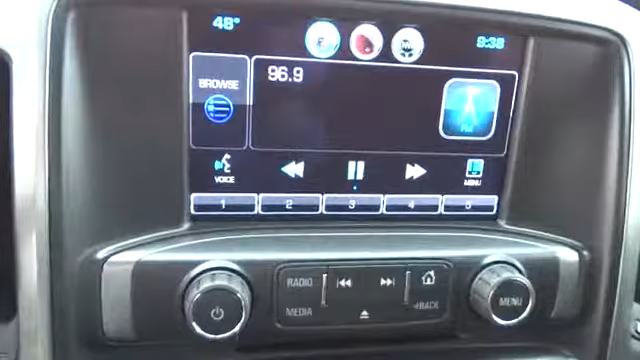 48° 9:38
96.9
BROWSE
FM
VOICE MENU
1 2 3 4 5
RADIO
MEDIA BACK
MENU